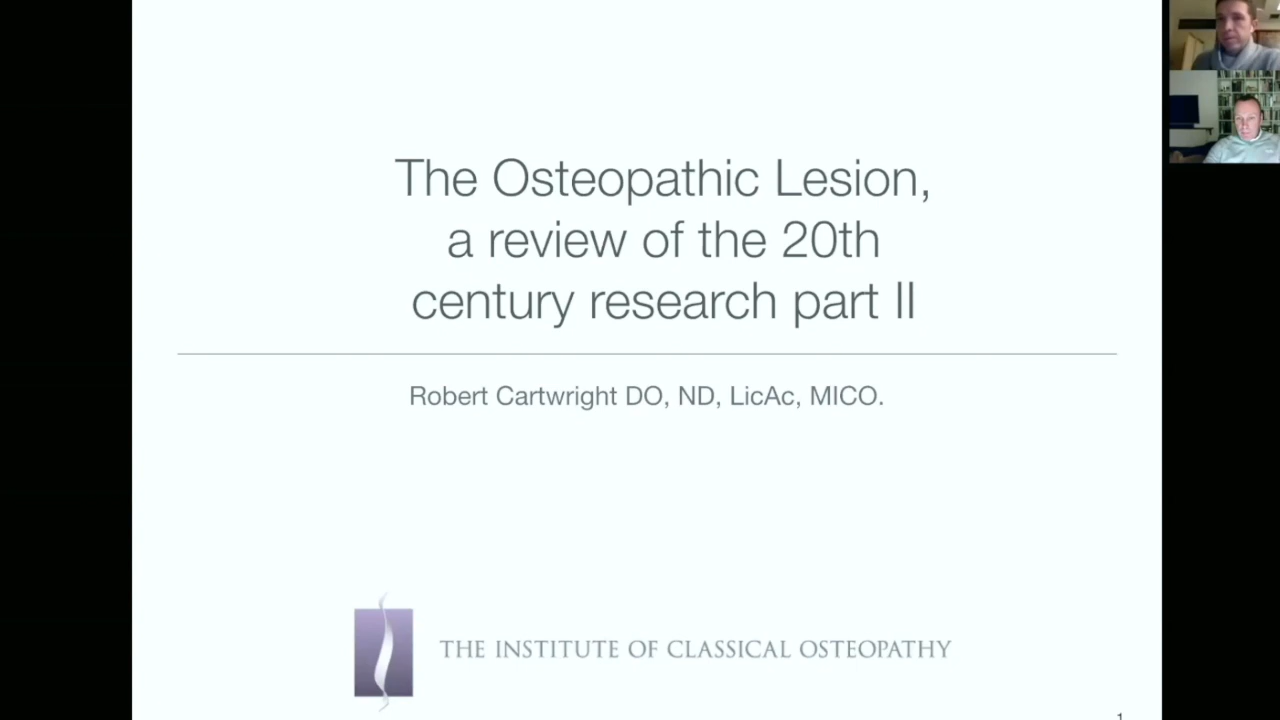 The Osteopathic Lesion,
a review of the 20th
century research part II
Robert Cartwright DO, ND, LicAc, MICO.
THE INSTITUTE OF CLASSICAL OSTEOPATHY
1